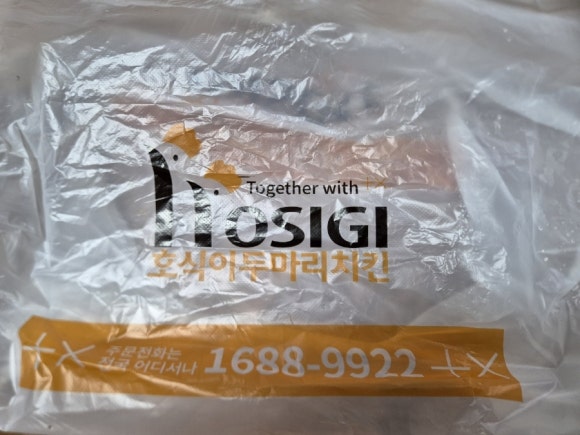 Together with
HOSIGI
호식이두마리치킨
주문전화는
전국 어디서나 1688-9922